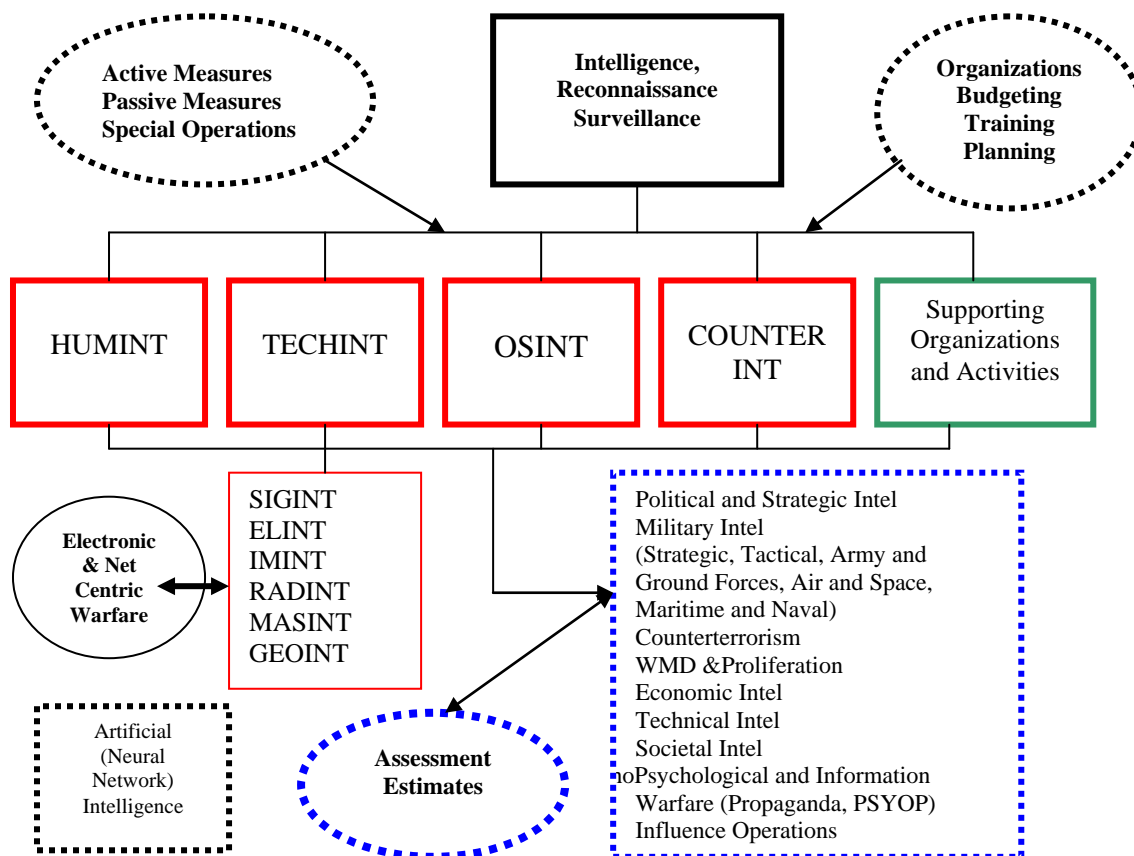 Active Measures
Passive Measures
Special Operations
Intelligence,
Reconnaissance
Surveillance
Organizations
Budgeting
Training
Planning
HUMINT
TECHINT
OSINT
COUNTER
INT
Supporting
Organizations
and Activities
Electronic
& Net
Centric
Warfare
SIGINT
ELINT
IMINT
RADINT
MASINT
GEOINT
Political and Strategic Intel
Military Intel
(Strategic, Tactical, Army and
Ground Forces, Air and Space,
Maritime and Naval)
Counterterrorism
WMD &Proliferation
Economic Intel
Technical Intel
Societal Intel
noPsychological and Information
Warfare (Propaganda, PSYOP)
Influence Operations
Artificial
(Neural
Network)
Intelligence
Assessment
Estimates